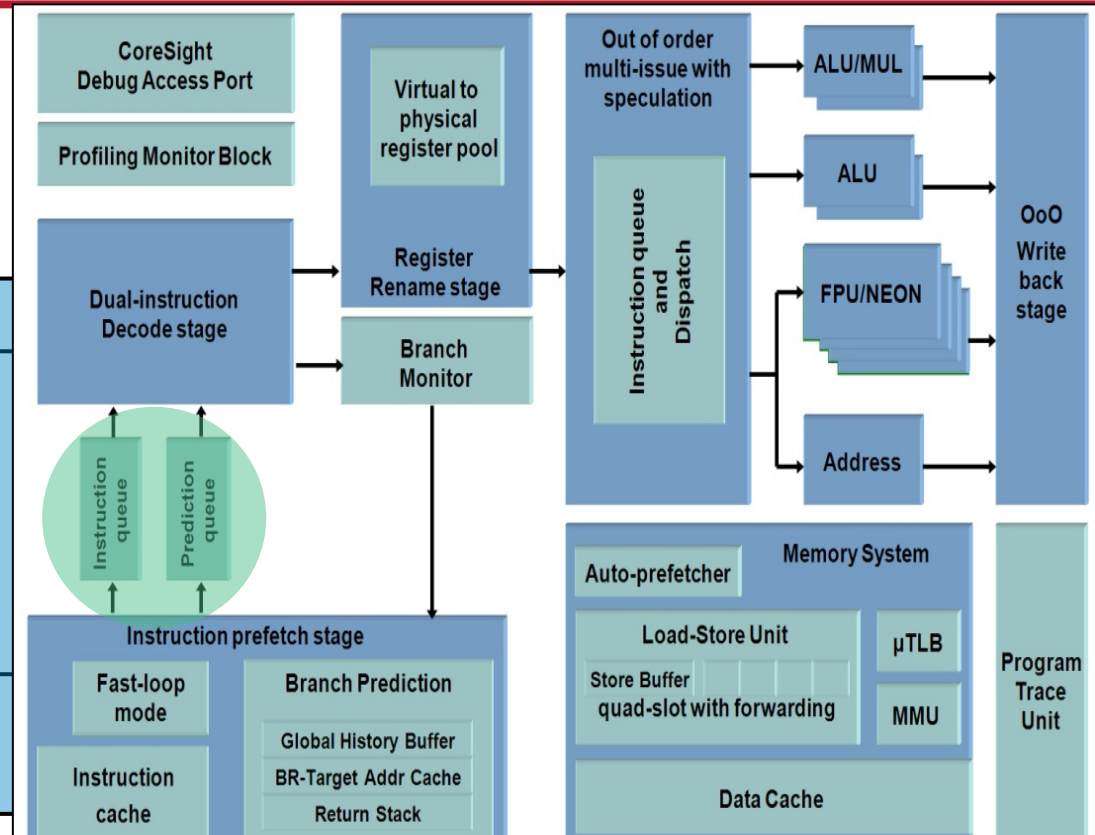 CoreSight
Debug Access Port
Profiling Monitor Block
Dual-instruction
Decode stage
Instruction
queue
Prediction
queue
Virtual to
physical
register pool
Register
Rename stage
Branch
Monitor
Instruction prefetch stage
Fast-loop
mode
Instruction
cache
Branch Prediction
Global History Buffer
BR-Target Addr Cache
Return Stack
Out of order
multi-issue with
speculation
Instruction queue
and
Dispatch
ALU/MUL
ALU
FPU/NEON
Address
OoO
Write
back
stage
Memory System
Auto-prefetcher
Load-Store Unit
Store Buffer
quad-slot with forwarding
µTLB
MMU
Data Cache
Program
Trace
Unit